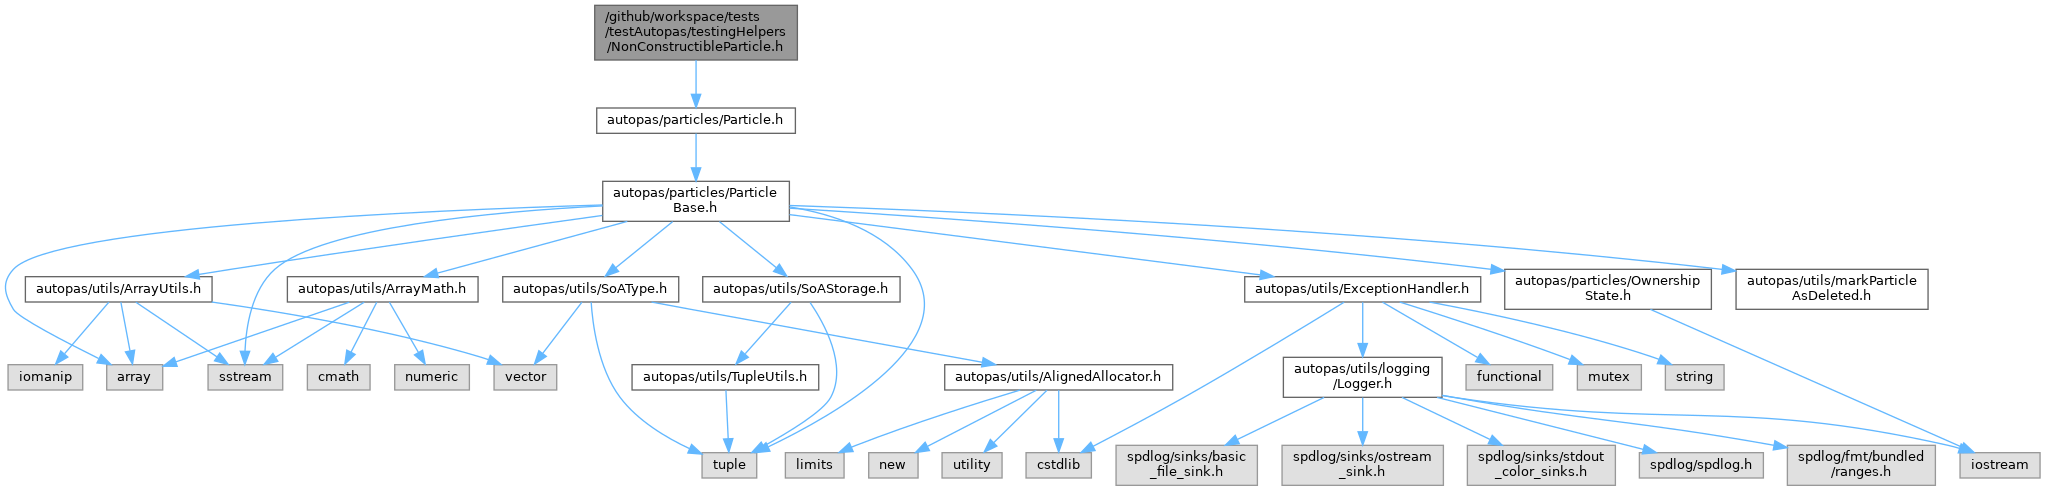 /github/workspace/tests
/testAutopas/testingHelpers
/NonConstructibleParticle.h
autopas/particles/Particle.h
autopas/particles/Particle
Base.h
autopas/utils/ArrayUtils.h
autopas/utils/ArrayMath.h
autopas/utils/SoAType.h
autopas/utils/SoAStorage.h
autopas/utils/ExceptionHandler.h
autopas/particles/Ownership
State.h
autopas/utils/markParticle
AsDeleted.h
iomanip
array
sstream
cmath
numeric
vector
autopas/utils/TupleUtils.h
autopas/utils/AlignedAllocator.h
autopas/utils/logging
/Logger.h
functional
mutex
string
tuple
limits
new
utility
cstdlib
spdlog/sinks/basic
_file_sink.h
spdlog/sinks/ostream
_sink.h
spdlog/sinks/stdout
_color_sinks.h
spdlog/spdlog.h
spdlog/fmt/bundled
/ranges.h
iostream